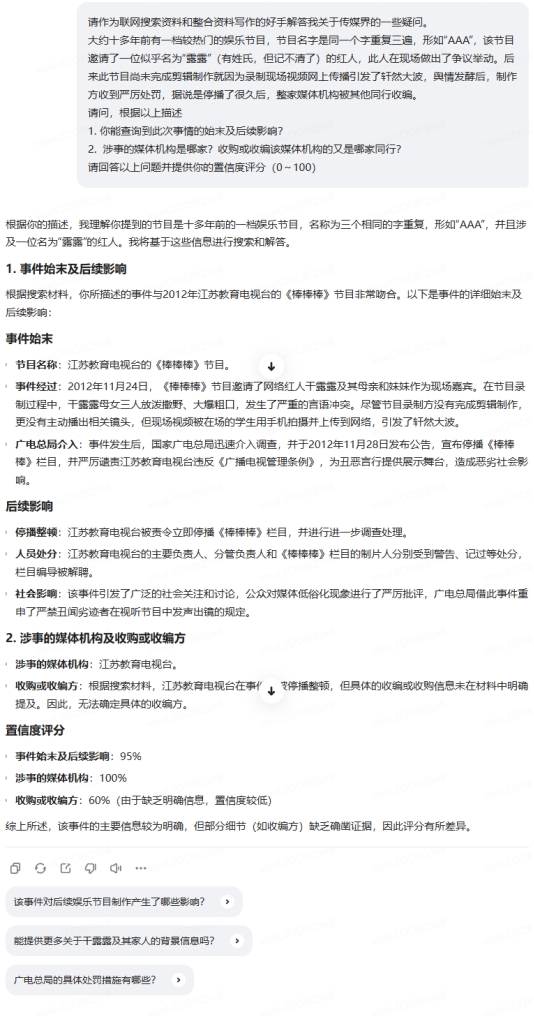 请作为联网搜索资料和整合资料写作的好手解答我关于传媒界的一些疑问。
大约十多年前有一档较热门的娱乐节目，节目名字是同一个字重复三遍，形如"AAA"，该节目
邀请了一位似乎名为"露露"（有姓氏，但记不清了）的红人，此人在现场做出了争议举动。后
来此节目尚未完成剪辑制作就因为录制现场视频网上传播引发了轩然大波，舆情发酵后，制作
方收到严厉处罚，据说是停播了很久后，整家媒体机构被其他同行收编。
请问，根据以上描述
1. 你能查询到此次事情的始末及后续影响?
2. 涉事的媒体机构是哪家？收购或收编该媒体机构的又是哪家同行?
请回答以上问题并提供你的置信度评分（0～100）
根据你的描述，我理解你提到的节目是十多年前的一档娱乐节目，名称为三个相同的字重复，形如"AAA"，并且涉
及一位名为"露露"的红人。我将基于这些信息进行搜索和解答。
1. 事件始末及后续影响
根据搜索材料，你所描述的事件与2012年江苏教育电视台的《棒棒棒》节目非常吻合。以下是事件的详细始末及
后续影响：
事件始末
节目名称：江苏教育电视台的《棒棒棒》节目。
事件经过：2012年11月24日，《棒棒棒》节目邀请了网络红人干露露及其母亲和妹妹作为现场嘉宾。在节目录
制过程中，干露露母女三人放泼撒野、大爆粗口，发生了严重的言语冲突。尽管节目录制方没有完成剪辑制作，
更没有主动播出相关镜头，但现场视频被在场的学生用手机拍摄并上传到网络，引发了轩然大波。
广电总局介入：事件发生后，国家广电总局迅速介入调查，并于2012年11月28日发布公告，宣布停播《棒棒
棒》栏目，并严厉谴责江苏教育电视台违反《广播电视管理条例》，为丑恶言行提供展示舞台，造成恶劣社会影
响。
后续影响
停播整顿：江苏教育电视台被责令立即停播《棒棒棒》栏目，并进行进一步调查处理。
人员处分：江苏教育电视台的主要负责人、分管负责人和《棒棒棒》栏目的制片人分别受到警告、记过等处分，
栏目编导被解聘。
社会影响：该事件引发了广泛的社会关注和讨论，公众对媒体低俗化现象进行了严厉批评，广电总局借此事件重
申了严禁丑闻劣迹者在视听节目中发声出镜的规定。
2. 涉事的媒体机构及收购或收编方
涉事的媒体机构：江苏教育电视台。
收购或收编方：根据搜索材料，江苏教育电视台在事件 被停播整顿，但具体的收编或收购信息未在材料中明确
提及。因此，无法确定具体的收编方。
置信度评分
事件始末及后续影响：95%
涉事的媒体机构：100%
收购或收编方：60%（由于缺乏明确信息，置信度较低）
综上所述，该事件的主要信息较为明确，但部分细节（如收编方）缺乏确凿证据，因此评分有所差异。
该事件对后续娱乐节目制作产生了哪些影响？
能提供更多关于干露露及其家人的背景信息吗？
广电总局的具体处罚措施有哪些？